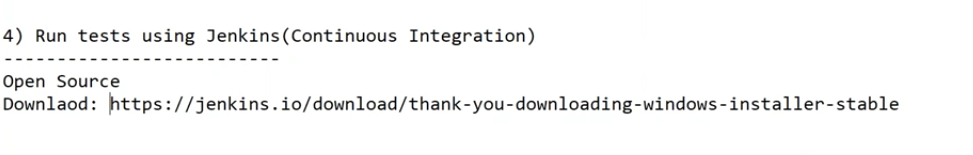 4) Run tests using Jenkins(Continuous Integration)
--------------------------
Open Source
Downlaod: https://jenkins.io/download/thank-you-downloading-windows-installer-stable